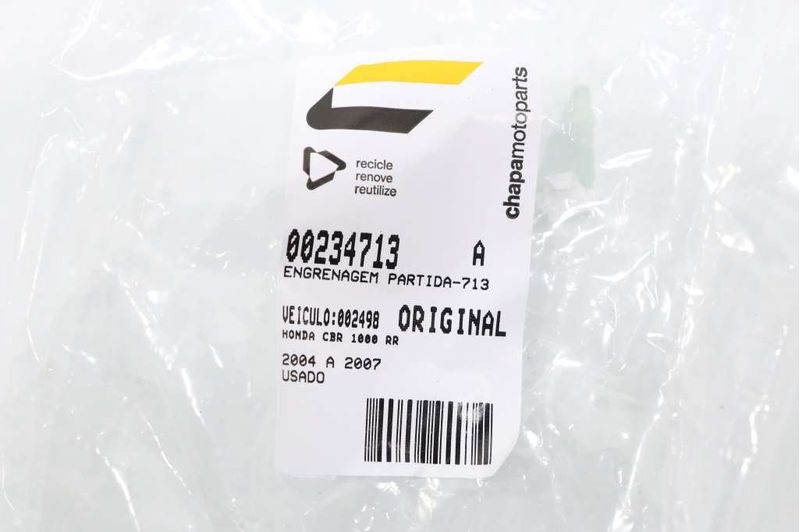 chapamotoparts
recicle
renove
reutilize
00234713 A
ENGRENAGEM PARTIDA-713
VEICULO:002498 ORIGINAL
HONDA CBR 1000 RR
2004 A 2007
USADO